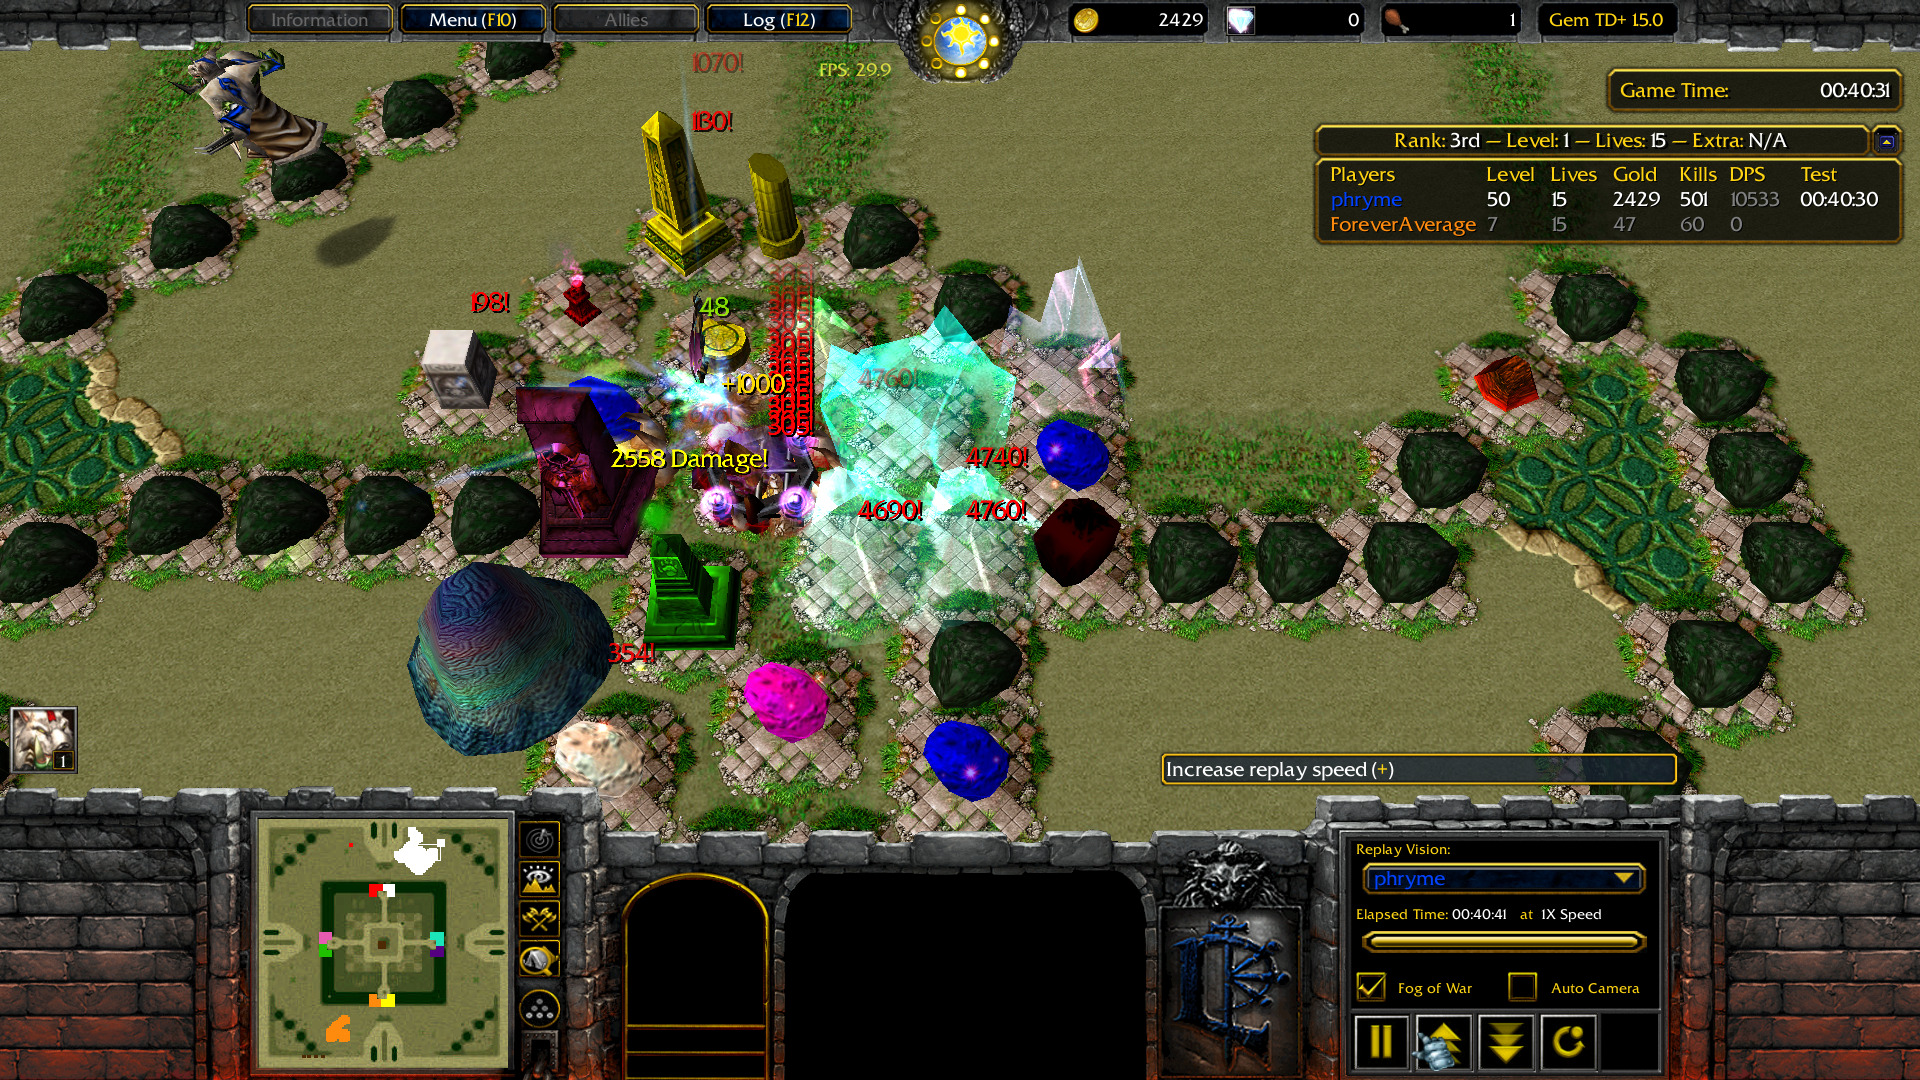 Information Menu (F10) Allies Log (F12) 2429 0 1 Gem TD+ 15.0
1070!
FPS: 29.9
Game Time: 00:40:31
1130!
Rank: 3rd — Level: 1 — Lives: 15 — Extra: N/A
Players Level Lives Gold Kills DPS Test
phryme 50 15 2429 501 10533 00:40:30
ForeverAverage 7 15 47 60 0
198!
48
305!
4760!
+1000
2558 Damage!
4740!
4690!
4760!
354!
1
Increase replay speed (+)
Replay Vision:
phryme
Elapsed Time: 00:40:41 at 1X Speed
Fog of War Auto Camera